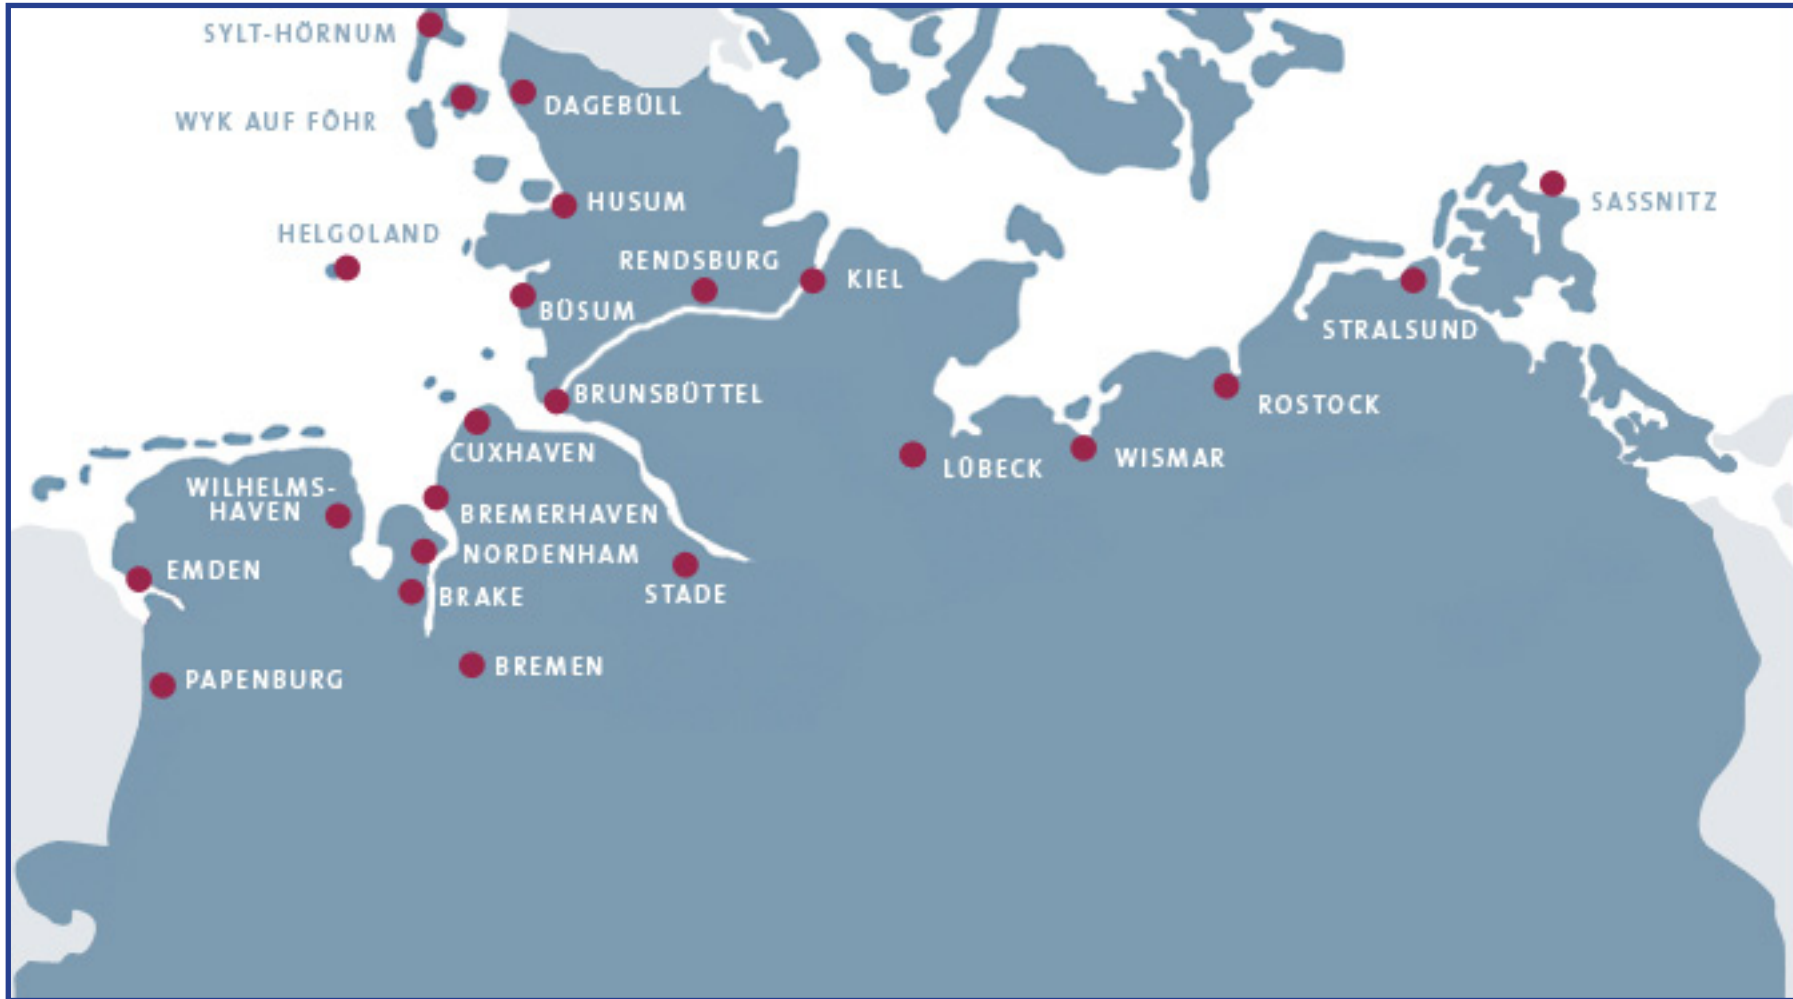 SYLT-HÖRNUM
DAGEBÜLL
WYK AUF FÖHR
HUSUM
SASSNITZ
HELGOLAND
RENDSBURG
KIEL
BÜSUM
STRALSUND
BRUNSBÜTTEL
ROSTOCK
CUXHAVEN
LÜBECK
WISMAR
WILHELMS-
HAVEN
BREMERHAVEN
NORDENHAM
EMDEN
BRAKE
STADE
BREMEN
PAPENBURG